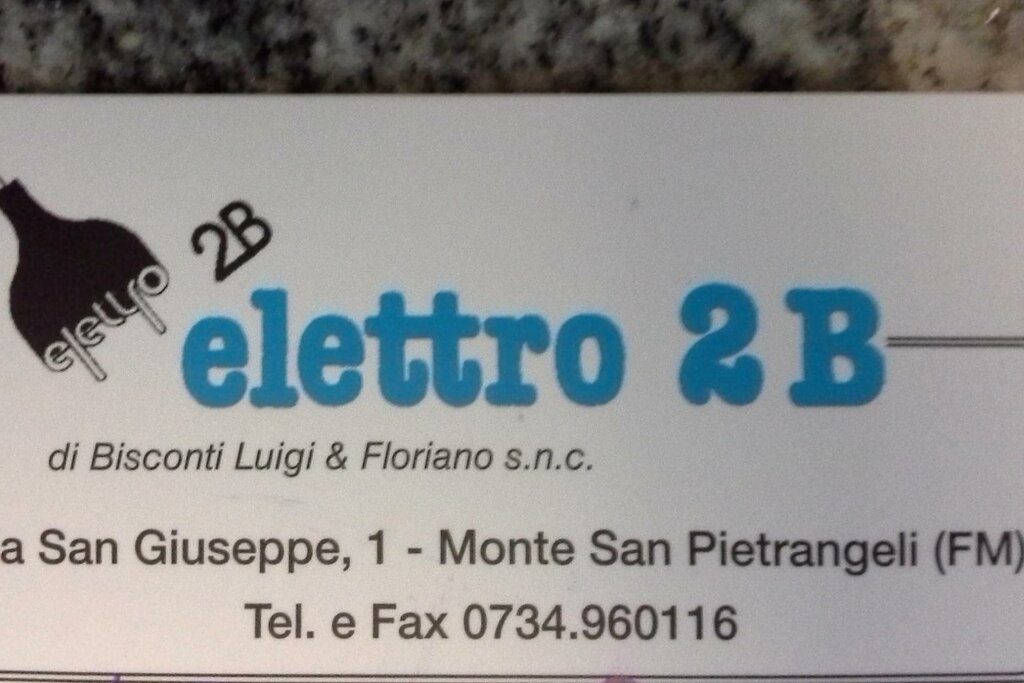 2B
elettro
elettro 2B
di Bisconti Luigi & Floriano s.n.c.
a San Giuseppe, 1 - Monte San Pietrangeli (FM)
Tel. e Fax 0734.960116